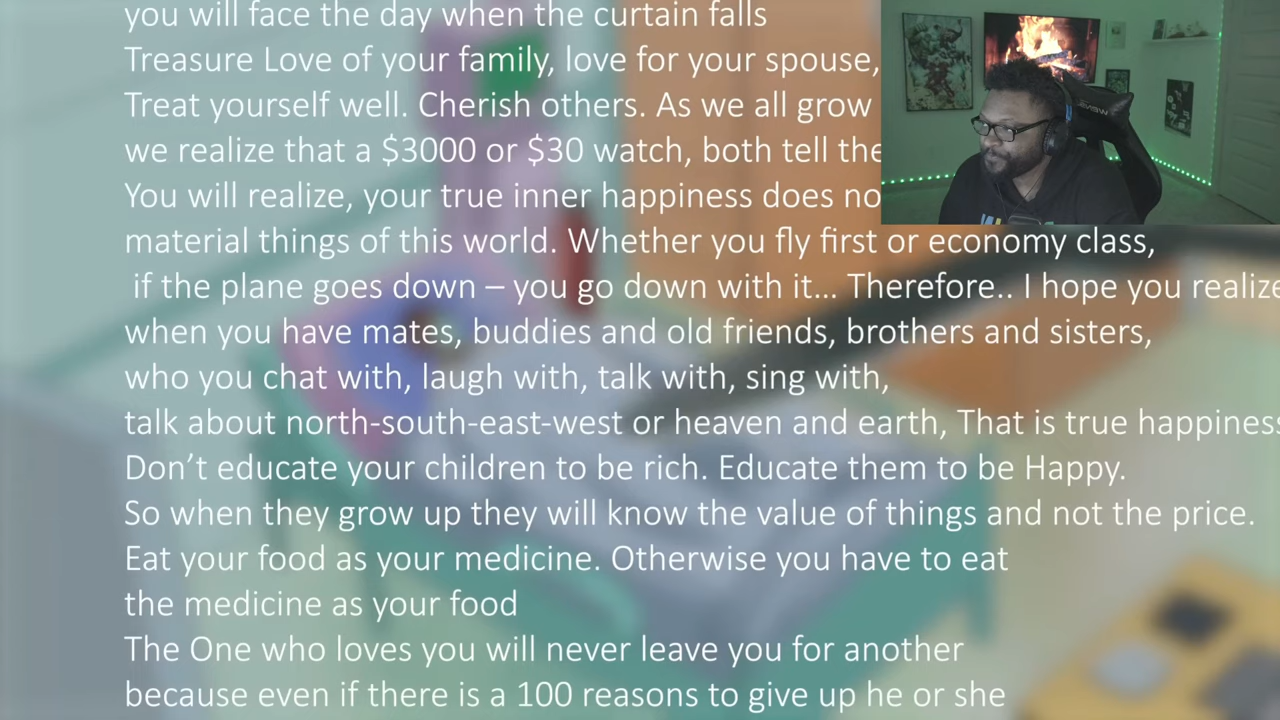 you will face the day when the curtain falls
Treasure Love of your family, love for your spouse,
Treat yourself well. Cherish others. As we all grow
we realize that a $3000 or $30 watch, both tell the
You will realize, your true inner happiness does no
material things of this world. Whether you fly first or economy class,
if the plane goes down – you go down with it… Therefore.. I hope you realize
when you have mates, buddies and old friends, brothers and sisters,
who you chat with, laugh with, talk with, sing with,
talk about north-south-east-west or heaven and earth, That is true happiness
Don’t educate your children to be rich. Educate them to be Happy.
So when they grow up they will know the value of things and not the price.
Eat your food as your medicine. Otherwise you have to eat
the medicine as your food
The One who loves you will never leave you for another
because even if there is a 100 reasons to give up he or she